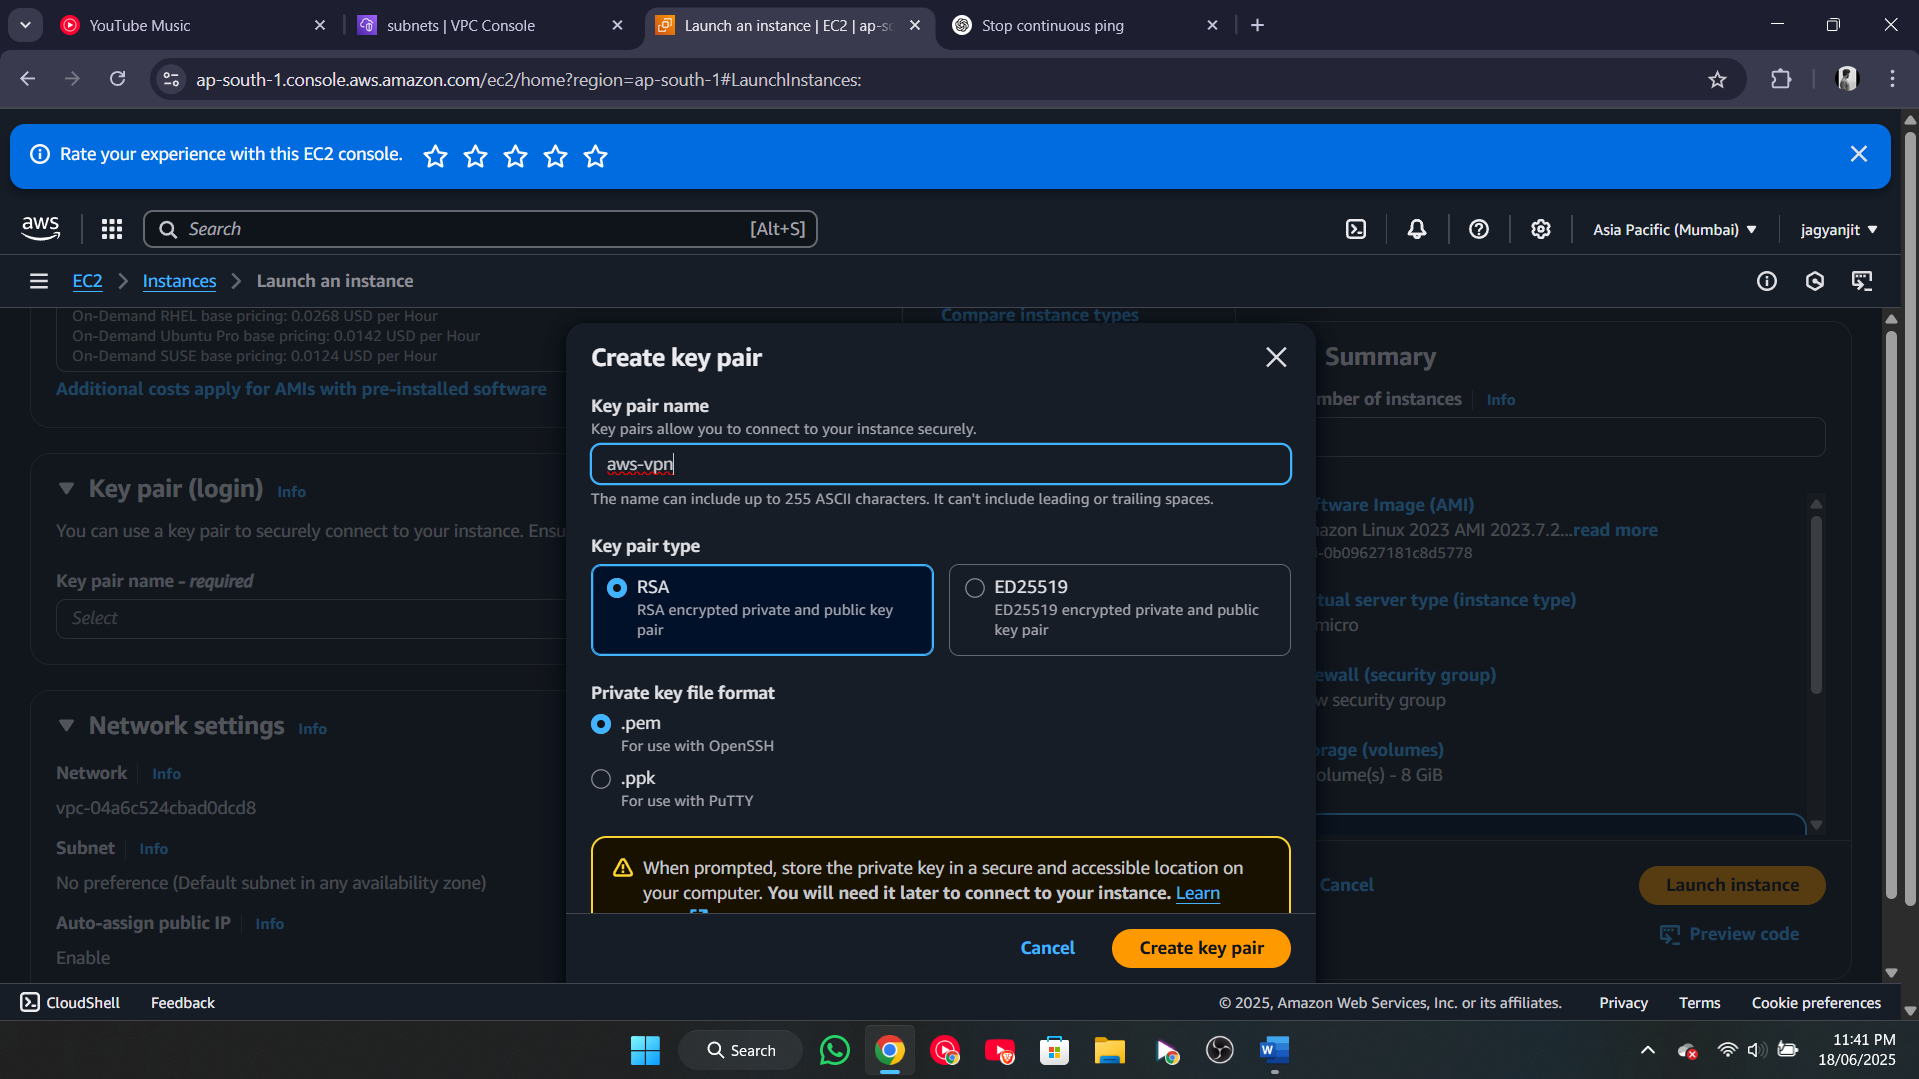 YouTube Music
subnets | VPC Console
Launch an instance | EC2 | ap-so
Stop continuous ping
ap-south-1.console.aws.amazon.com/ec2/home?region=ap-south-1#LaunchInstances:
Rate your experience with this EC2 console.
aws
Search
[Alt+S]
Asia Pacific (Mumbai)
jagyanjit
EC2
Instances
Launch an instance
On-Demand RHEL base pricing: 0.0268 USD per Hour
On-Demand Ubuntu Pro base pricing: 0.0142 USD per Hour
On-Demand SUSE base pricing: 0.0124 USD per Hour
Additional costs apply for AMIs with pre-installed software
Compare instance types
Key pair (login) Info
You can use a key pair to securely connect to your instance. Ensu
Key pair name - required
Select
Network settings Info
Network Info
vpc-04a6c524cbad0dcd8
Subnet Info
No preference (Default subnet in any availability zone)
Auto-assign public IP Info
Enable
Create key pair
Key pair name
Key pairs allow you to connect to your instance securely.
aws-vpn
The name can include up to 255 ASCII characters. It can't include leading or trailing spaces.
Key pair type
RSA
RSA encrypted private and public key
pair
ED25519
ED25519 encrypted private and public
key pair
Private key file format
.pem
For use with OpenSSH
.ppk
For use with PuTTY
When prompted, store the private key in a secure and accessible location on
your computer. You will need it later to connect to your instance. Learn
Cancel
Create key pair
Summary
mber of instances Info
ftware Image (AMI)
azon Linux 2023 AMI 2023.7.2...read more
-0b09627181c8d5778
tual server type (instance type)
micro
ewall (security group)
w security group
rage (volumes)
olume(s) - 8 GiB
Cancel
Launch instance
Preview code
CloudShell
Feedback
© 2025, Amazon Web Services, Inc. or its affiliates.
Privacy
Terms
Cookie preferences
Search
11:41 PM
18/06/2025